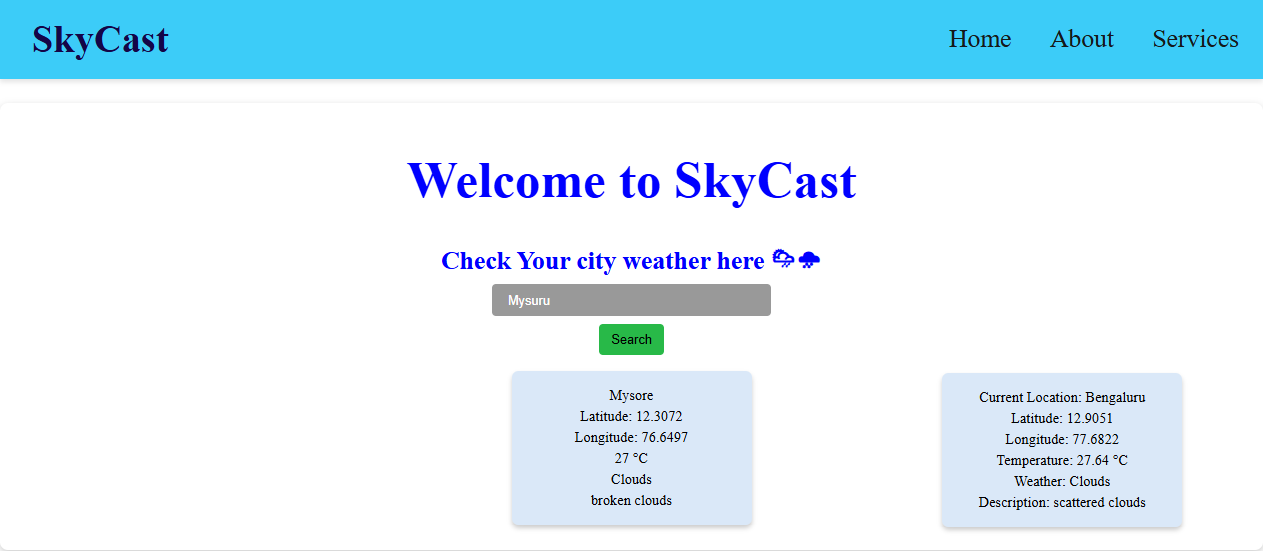 SkyCast
Home About Services
Welcome to SkyCast
Check Your city weather here
Mysuru
Search
Mysore
Latitude: 12.3072
Longitude: 76.6497
27 °C
Clouds
broken clouds
Current Location: Bengaluru
Latitude: 12.9051
Longitude: 77.6822
Temperature: 27.64 °C
Weather: Clouds
Description: scattered clouds